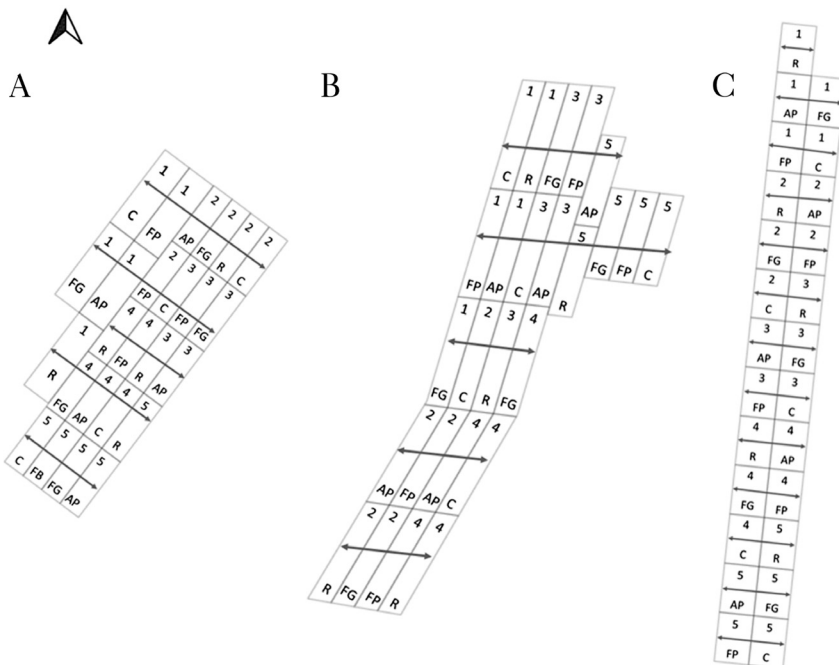 A
B
C
1 1 2 2 2 2
C FP AP FG R C
1 1 2 3 3 3
FG AP FP C FP FG
1 4 4 3 3
R R FP R AP
4 4 4 5
FG AP C R
5 5 5 5
C FB FG AP
1 1 3 3
5
C R FG FP
AP
1 1 3 3 5 5 5 5
FG FP C
FP AP C AP R
1 2 3 4
FG C R FG
2 2 4 4
AP FP AP C
2 2 4 4
R FG FP R
1
R
1 1
AP FG
1 1
FP C
2 2
R AP
2 2
FG FP
2 3
C R
3 3
AP FG
3 3
FP C
4 4
R AP
4 4
FG FP
4 5
C R
5 5
AP FG
5 5
FP C